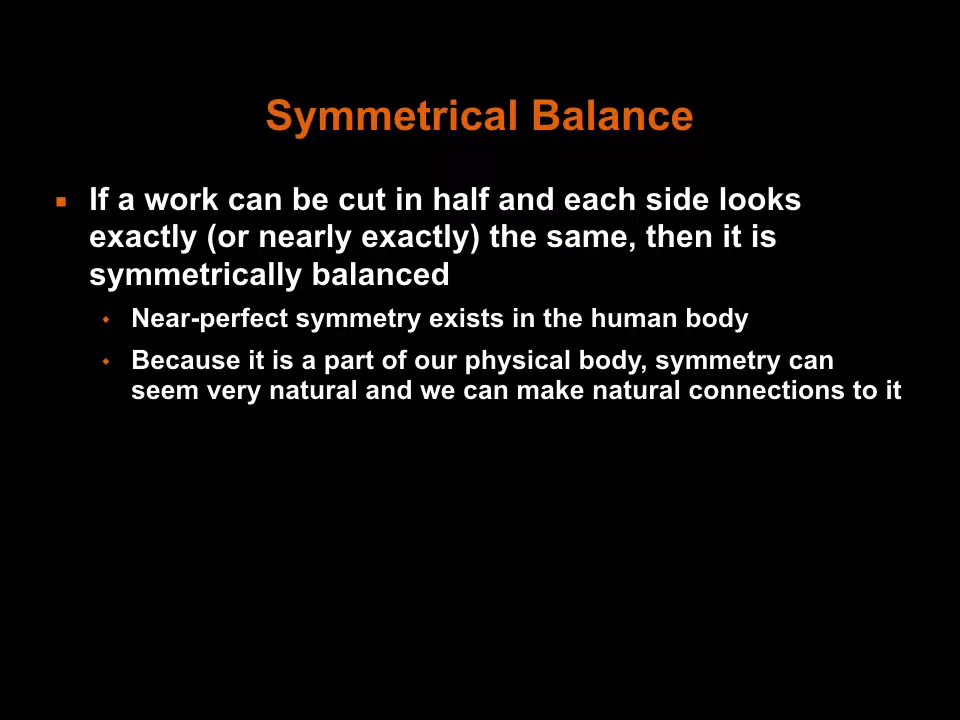 Symmetrical Balance
If a work can be cut in half and each side looks
exactly (or nearly exactly) the same, then it is
symmetrically balanced
Near-perfect symmetry exists in the human body
Because it is a part of our physical body, symmetry can
seem very natural and we can make natural connections to it